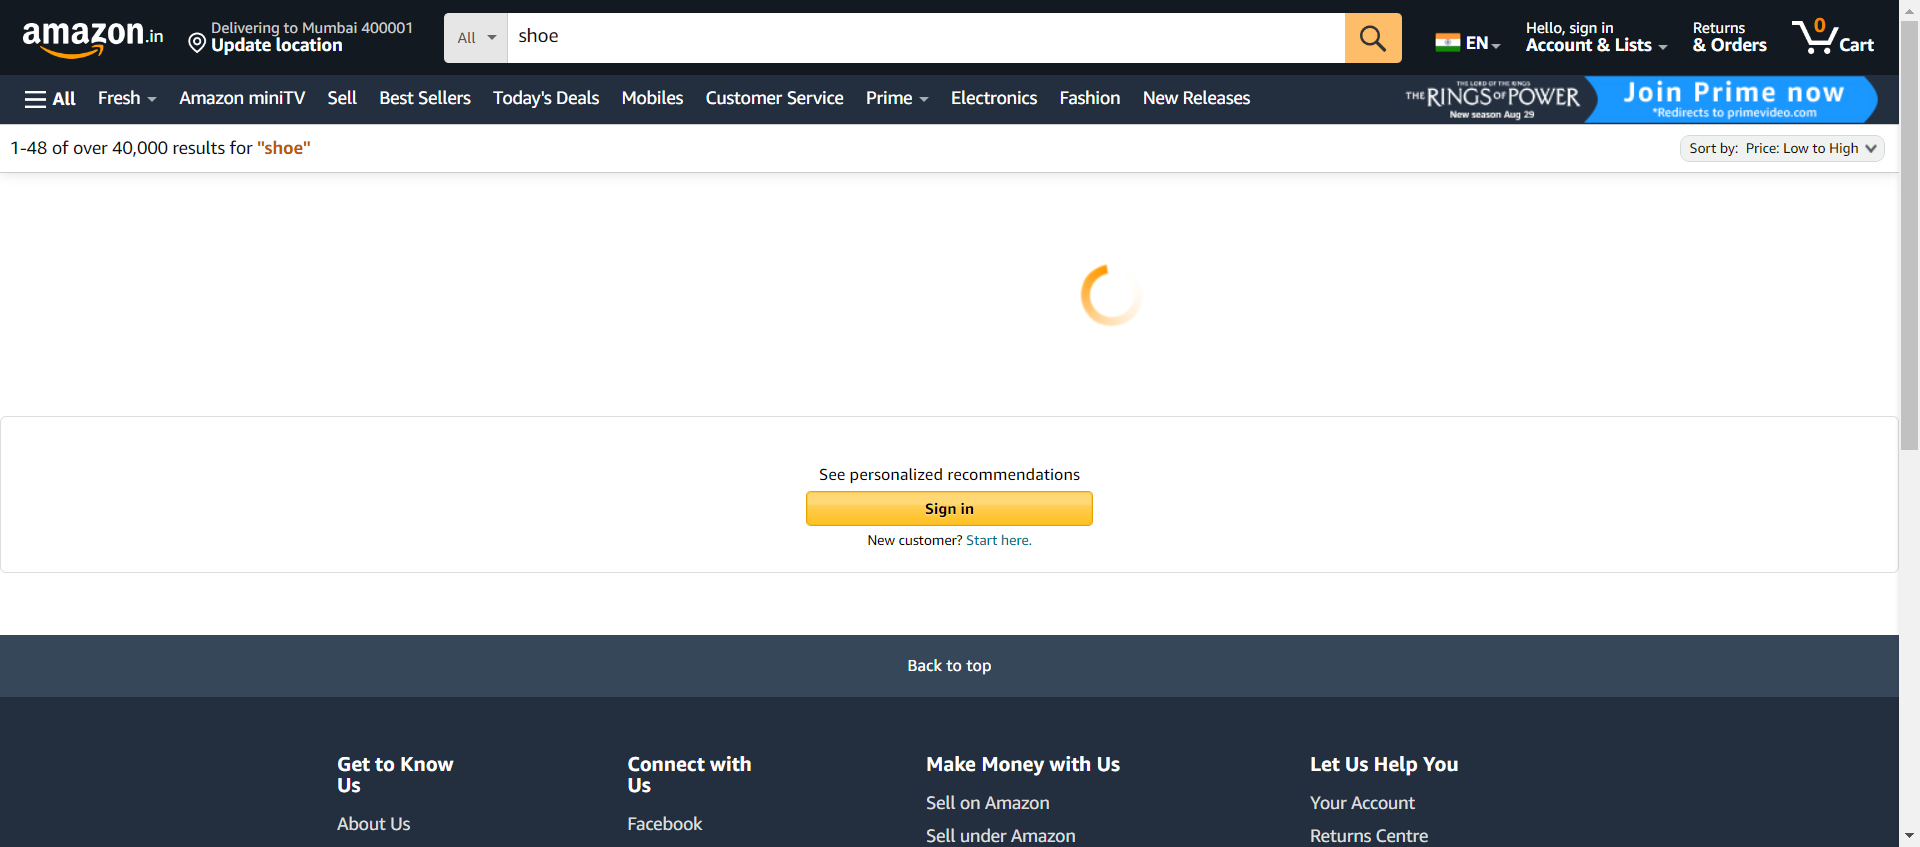 amazon.in
Delivering to Mumbai 400001
Update location
All
shoe
EN
Hello, sign in
Account & Lists
Returns
& Orders
0
Cart
All
Fresh
Amazon miniTV
Sell
Best Sellers
Today's Deals
Mobiles
Customer Service
Prime
Electronics
Fashion
New Releases
THE LORD OF THE RINGS
THE RINGS OF POWER
New season Aug 29
Join Prime now
*Redirects to primevideo.com
1-48 of over 40,000 results for "shoe"
Sort by: Price: Low to High
See personalized recommendations
Sign in
New customer? Start here.
Back to top
Get to Know
Us
About Us
Connect with
Us
Facebook
Make Money with Us
Sell on Amazon
Sell under Amazon
Let Us Help You
Your Account
Returns Centre